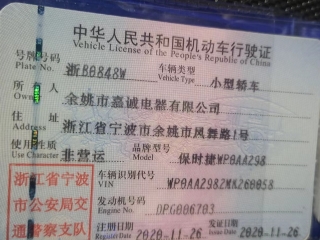 中华人民共和国机动车行驶证
Vehicle License of the People's Republic of China
号牌号码 浙B0848W 车辆类型 小型轿车
Plate No. Vehicle Type
所有人 余姚市嘉诚电器有限公司
Owner
住址 浙江省宁波市余姚市凤舞路1号
Address
使用性质 非营运 品牌型号 保时捷WP0AA298
Use Character Model
浙江省宁波
市公安局交
通警察支队
车辆识别代号 WP0AA2982MK260058
VIN
发动机号码 DPG006703
Engine No.
注册日期 2020-11-26 发证日期 2020-11-26
Register Date Issue Date